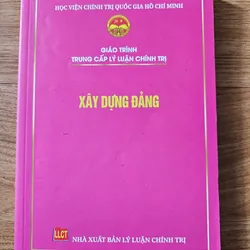 HỌC VIỆN CHÍNH TRỊ QUỐC GIA HỒ CHÍ MINH
GIÁO TRÌNH
TRUNG CẤP LÝ LUẬN CHÍNH TRỊ
XÂY DỰNG ĐẢNG
LLCT
NHÀ XUẤT BẢN LÝ LUẬN CHÍNH TRỊ